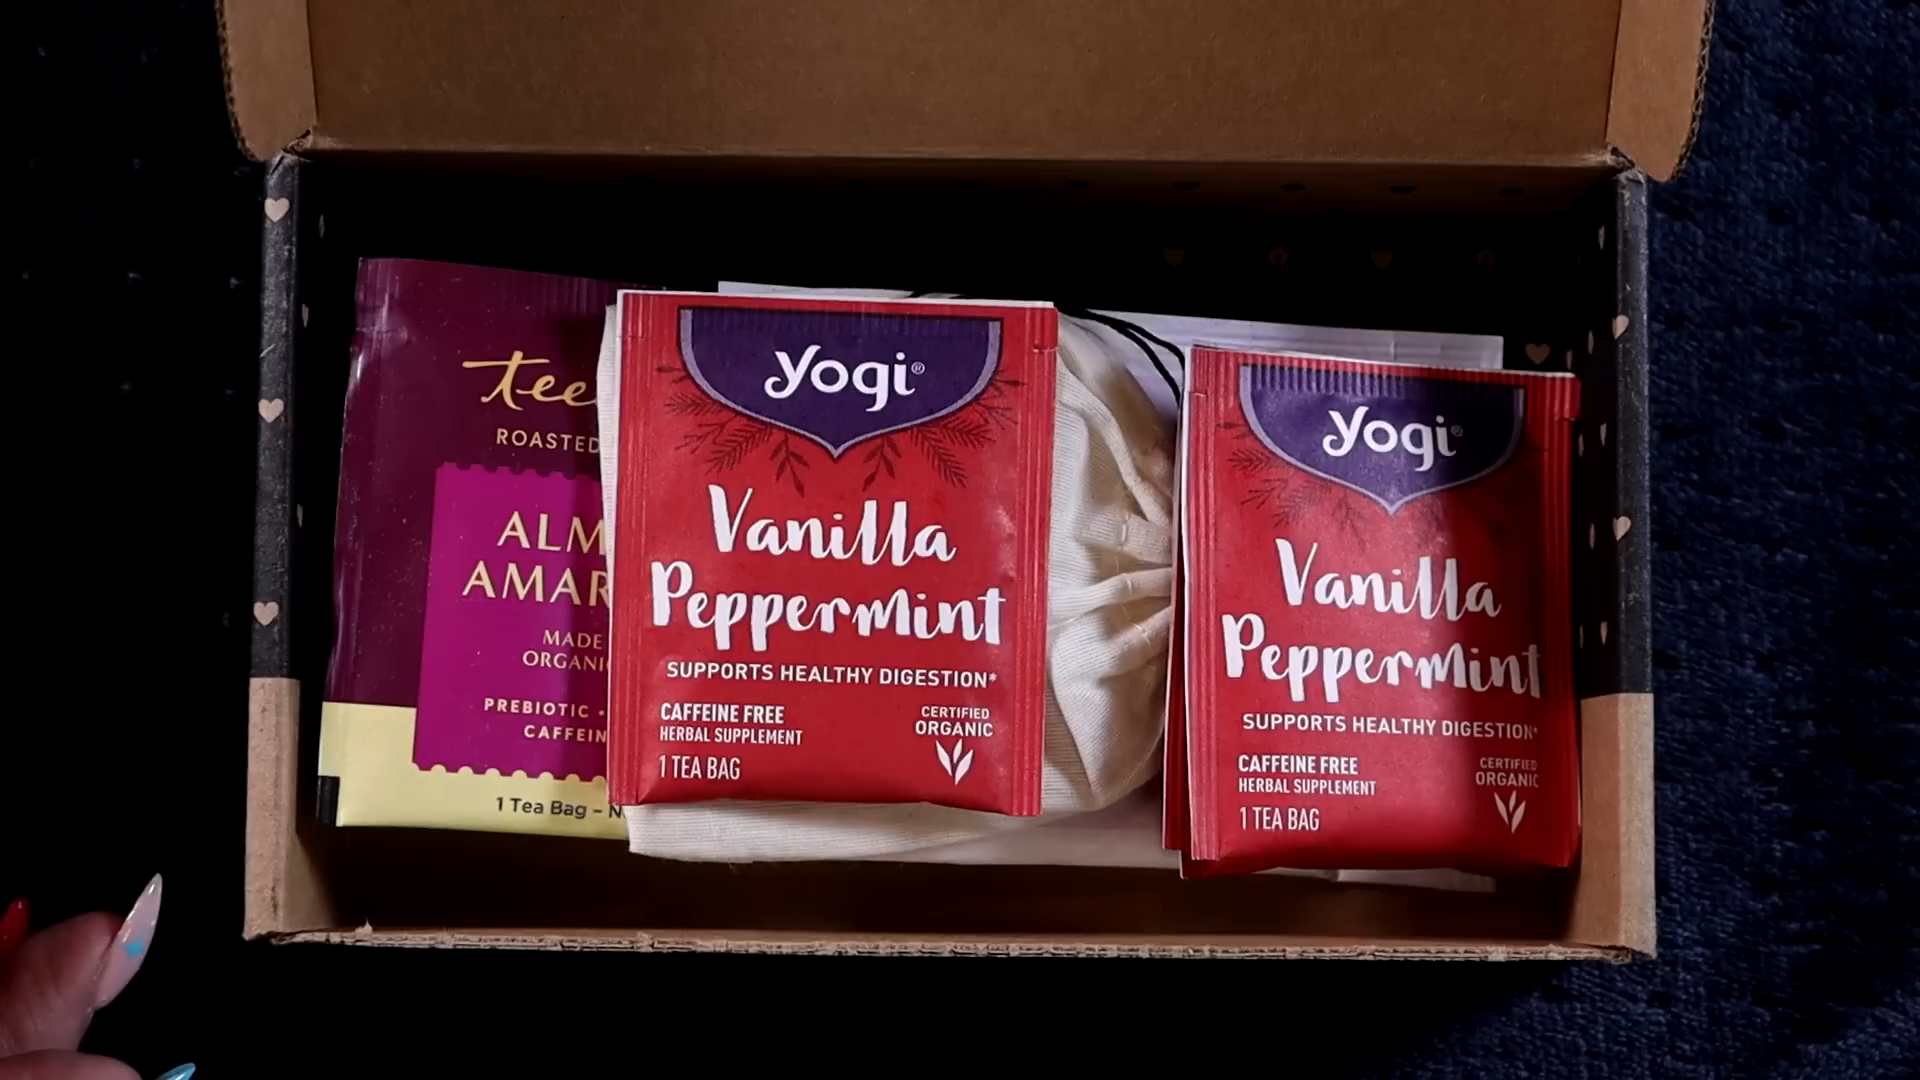 tee
ROASTED
ALM
AMAR
MADE
ORGANI
PREBIOTIC •
CAFFEIN
1 Tea Bag – N
yogi®
Vanilla
Peppermint
SUPPORTS HEALTHY DIGESTION*
CAFFEINE FREE
HERBAL SUPPLEMENT
1 TEA BAG
CERTIFIED
ORGANIC
yogi®
Vanilla
Peppermint
SUPPORTS HEALTHY DIGESTION*
CAFFEINE FREE
HERBAL SUPPLEMENT
1 TEA BAG
CERTIFIED
ORGANIC